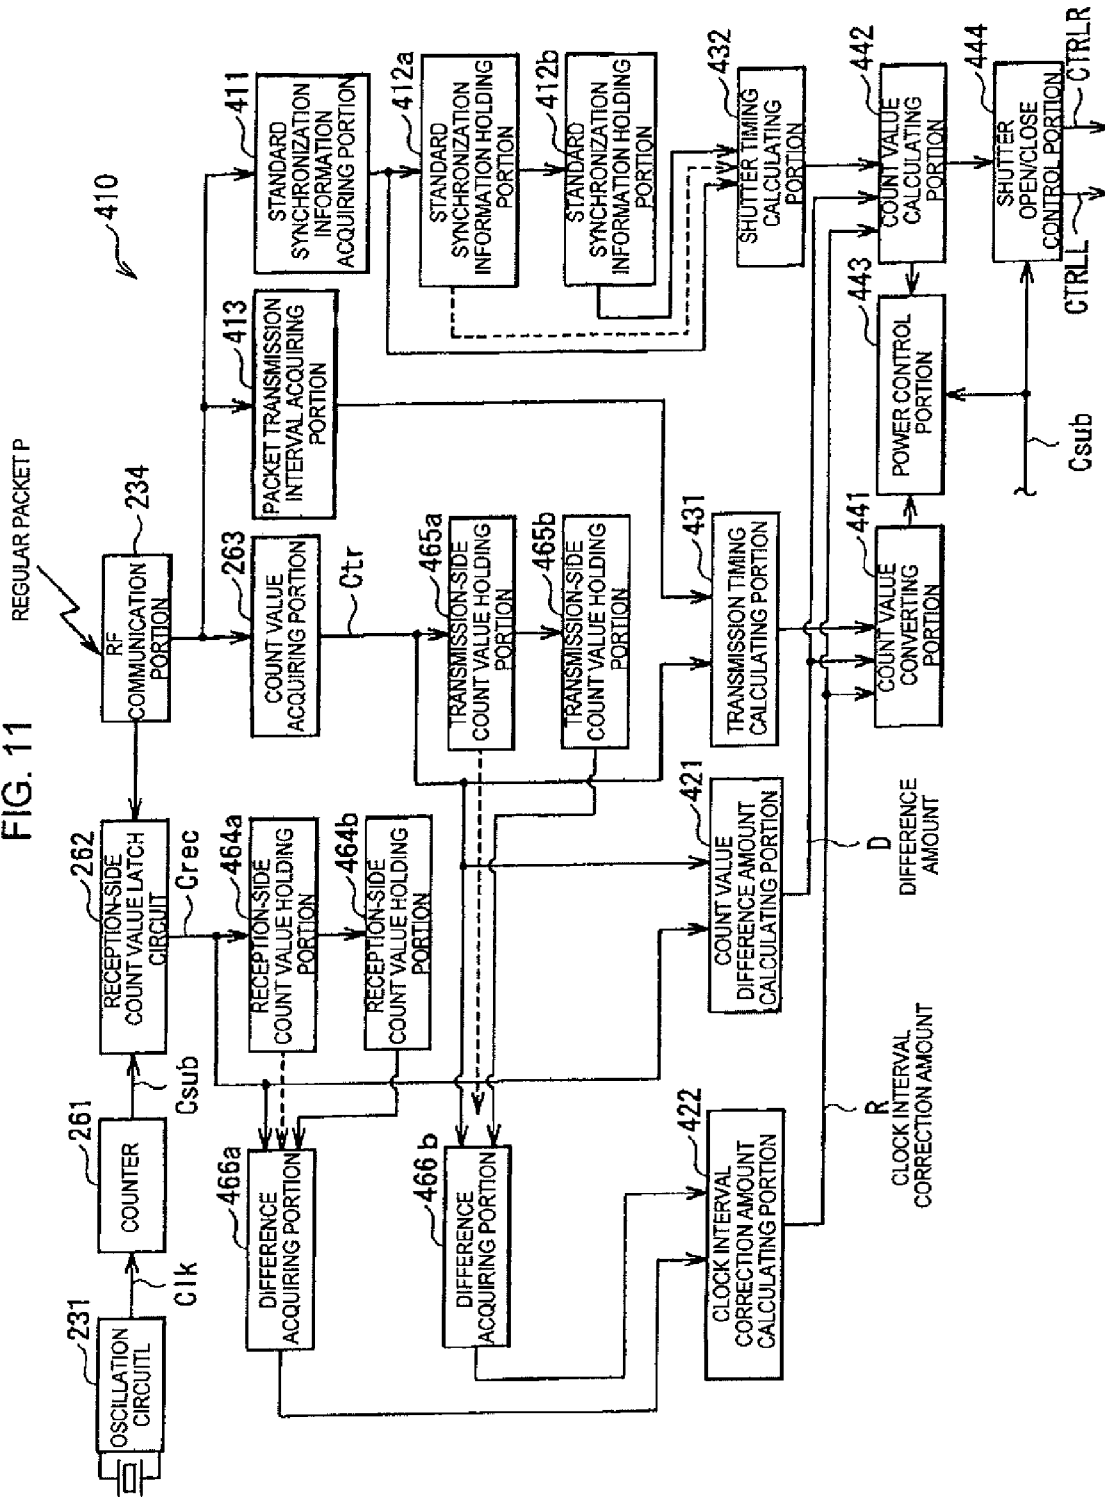 FIG. 11
410
REGULAR PACKET P
231
OSCILLATION
CIRCUITL
Clk
261
COUNTER
Csub
262
RECEPTION-SIDE
COUNT VALUE LATCH
CIRCUIT
Crec
234
RF
COMMUNICATION
PORTION
466a
DIFFERENCE
ACQUIRING PORTION
464a
RECEPTION-SIDE
COUNT VALUE HOLDING
PORTION
464b
RECEPTION-SIDE
COUNT VALUE HOLDING
PORTION
263
COUNT VALUE
ACQUIRING PORTION
Ctr
413
PACKET TRANSMISSION
INTERVAL ACQUIRING
PORTION
411
STANDARD
SYNCHRONIZATION
INFORMATION
ACQUIRING PORTION
466b
DIFFERENCE
ACQUIRING PORTION
465a
TRANSMISSION-SIDE
COUNT VALUE HOLDING
PORTION
465b
TRANSMISSION-SIDE
COUNT VALUE HOLDING
PORTION
412a
STANDARD
SYNCHRONIZATION
INFORMATION HOLDING
PORTION
412b
STANDARD
SYNCHRONIZATION
INFORMATION HOLDING
PORTION
422
CLOCK INTERVAL
CORRECTION AMOUNT
CALCULATING PORTION
421
COUNT VALUE
DIFFERENCE AMOUNT
CALCULATING PORTION
431
TRANSMISSION TIMING
CALCULATING PORTION
432
SHUTTER TIMING
CALCULATING
PORTION
R
CLOCK INTERVAL
CORRECTION AMOUNT
D
DIFFERENCE
AMOUNT
441
COUNT VALUE
CONVERTING
PORTION
443
POWER CONTROL
PORTION
442
COUNT VALUE
CALCULATING
PORTION
Csub
444
SHUTTER
OPEN/CLOSE
CONTROL PORTION
CTRLL
CTRLR